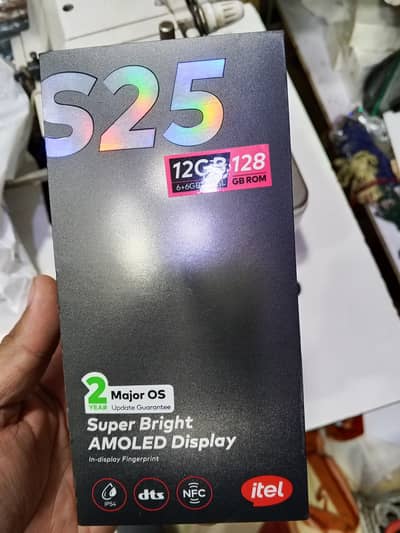 S25
12GB 128
6+6GB GB ROM
2 Major OS
YEAR Update Guarantee
Super Bright
AMOLED Display
In-display Fingerprint
IP54 dts NFC itel